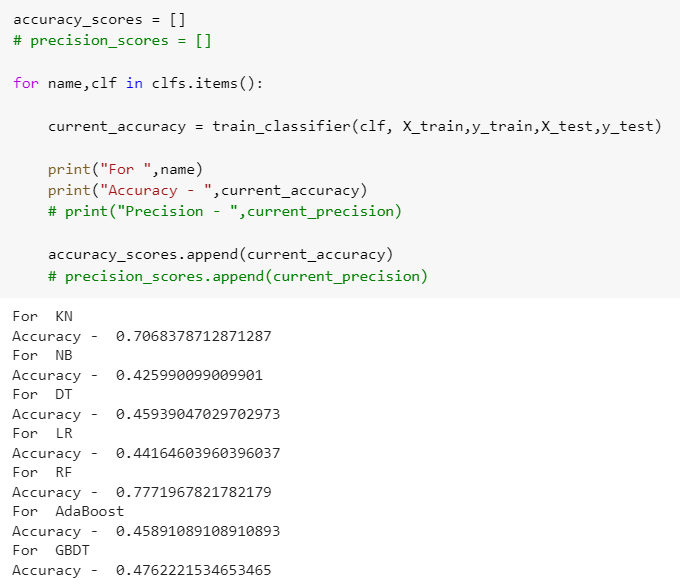 accuracy_scores = []
# precision_scores = []
for name,clf in clfs.items():
current_accuracy = train_classifier(clf, X_train,y_train,X_test,y_test)
print("For ",name)
print("Accuracy - ",current_accuracy)
# print("Precision - ",current_precision)
accuracy_scores.append(current_accuracy)
# precision_scores.append(current_precision)
For  KN
Accuracy -  0.7068378712871287
For  NB
Accuracy -  0.425990099009901
For  DT
Accuracy -  0.45939047029702973
For  LR
Accuracy -  0.44164603960396037
For  RF
Accuracy -  0.7771967821782179
For  AdaBoost
Accuracy -  0.45891089108910893
For  GBDT
Accuracy -  0.4762221534653465